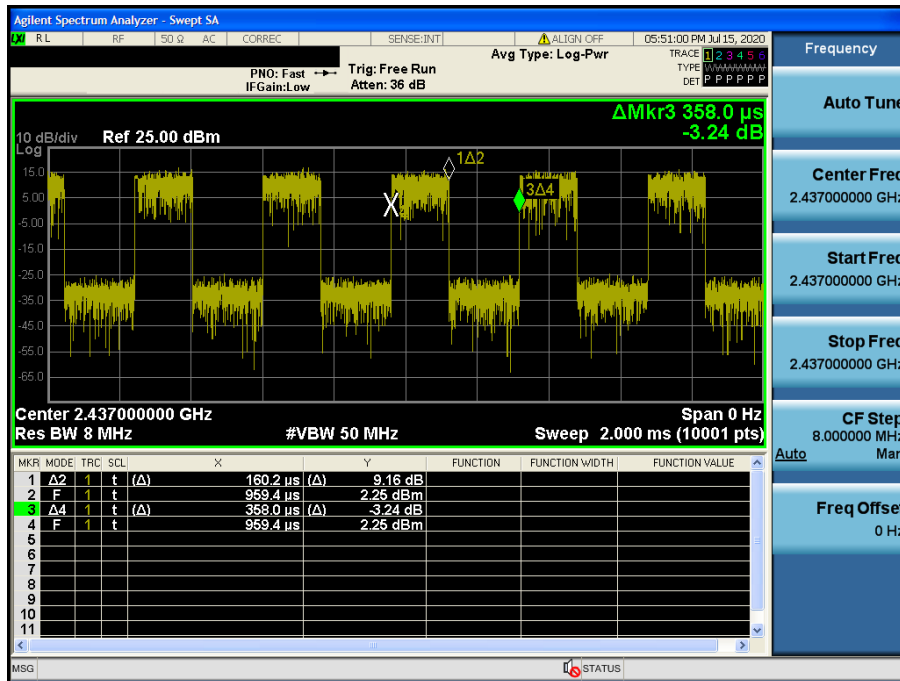 Agilent Spectrum Analyzer - Swept SA
LXI RL RF 50 Ω AC CORREC SENSE:INT ALIGN OFF 05:51:00 PM Jul 15, 2020
PNO: Fast Trig: Free Run Avg Type: Log-Pwr TRACE 1 2 3 4 5 6
TYPE
IFGain:Low Atten: 36 dB DET P P P P P P
ΔMkr3 358.0 µs
-3.24 dB
10 dB/div Ref 25.00 dBm
Log
15.0
5.00
-5.00
-15.0
-25.0
-35.0
-45.0
-55.0
-65.0
1Δ2
3Δ4
X
Center 2.437000000 GHz Span 0 Hz
Res BW 8 MHz #VBW 50 MHz Sweep 2.000 ms (10001 pts)
MKR MODE TRC SCL X Y FUNCTION FUNCTION WIDTH FUNCTION VALUE
1 Δ2 1 t (Δ) 160.2 µs (Δ) 9.16 dB
2 F 1 t 959.4 µs 2.25 dBm
3 Δ4 1 t (Δ) 358.0 µs (Δ) -3.24 dB
4 F 1 t 959.4 µs 2.25 dBm
5
6
7
8
9
10
11
MSG STATUS
Frequency
Auto Tune
Center Freq
2.437000000 GHz
Start Freq
2.437000000 GHz
Stop Freq
2.437000000 GHz
CF Step
8.000000 MHz
Auto Man
Freq Offset
0 Hz